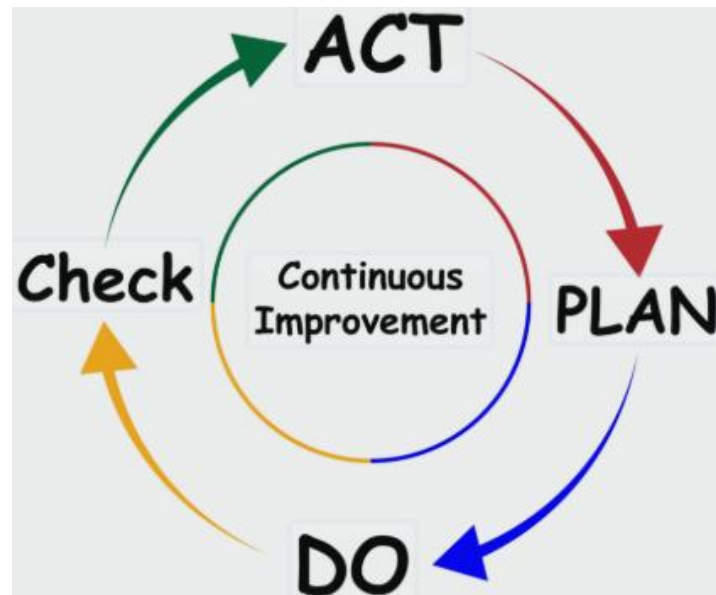 ACT
Check
Continuous
Improvement
PLAN
DO